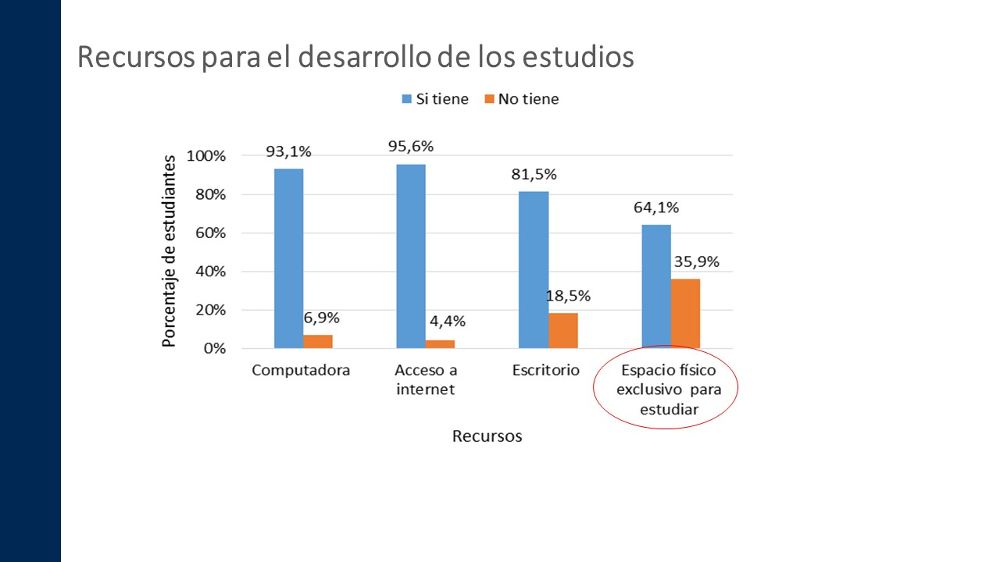 Recursos para el desarrollo de los estudios
Si tiene No tiene
Porcentaje de estudiantes
100%
80%
60%
40%
20%
0%
93,1%
6,9%
95,6%
4,4%
81,5%
18,5%
64,1%
35,9%
Computadora
Acceso a
internet
Escritorio
Espacio físico
exclusivo para
estudiar
Recursos